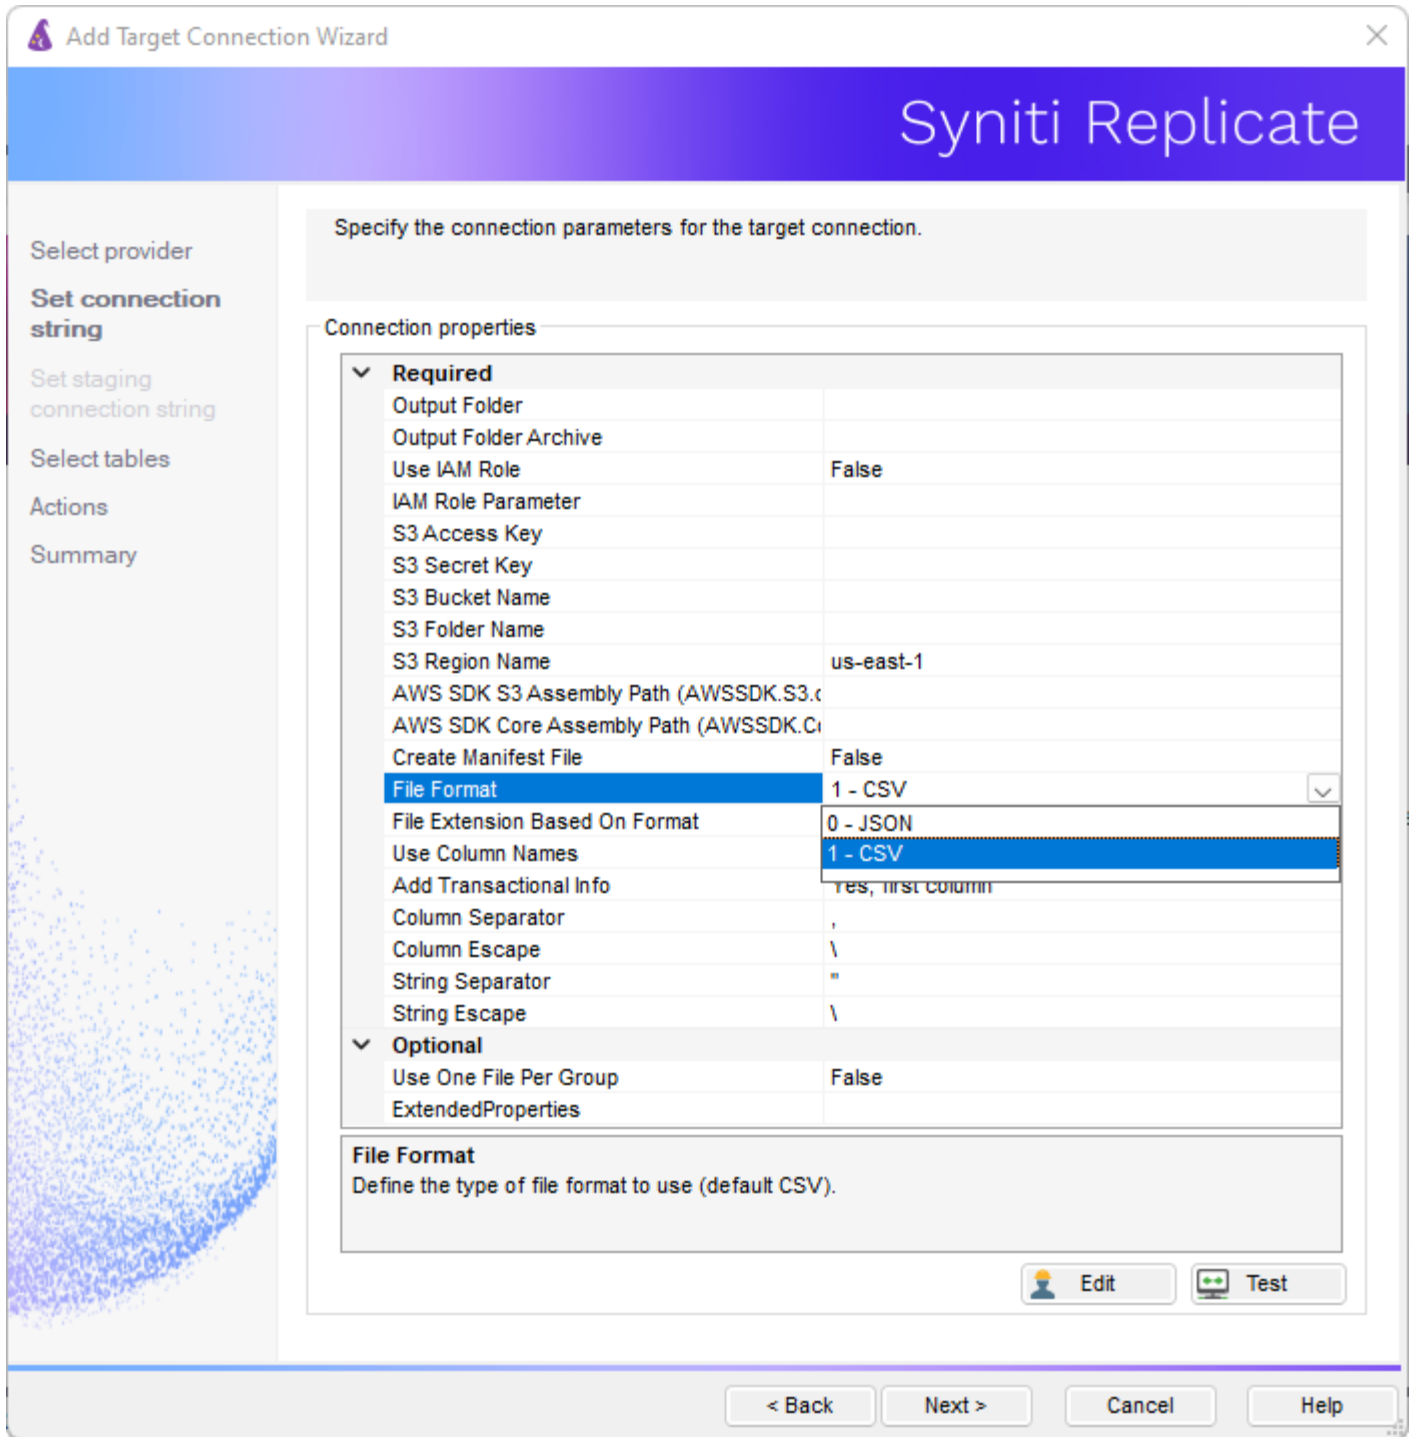 Add Target Connection Wizard
Syniti Replicate
Select provider
Set connection
string
Set staging
connection string
Select tables
Actions
Summary
Specify the connection parameters for the target connection.
Connection properties
Required
Output Folder
Output Folder Archive
Use IAM Role False
IAM Role Parameter
S3 Access Key
S3 Secret Key
S3 Bucket Name
S3 Folder Name
S3 Region Name us-east-1
AWS SDK S3 Assembly Path (AWSSDK.S3.
AWS SDK Core Assembly Path (AWSSDK.
Create Manifest File False
File Format 1 - CSV
File Extension Based On Format 0 - JSON
Use Column Names 1 - CSV
Add Transactional Info Yes, first column
Column Separator ,
Column Escape \
String Separator "
String Escape \
Optional
Use One File Per Group False
ExtendedProperties
File Format
Define the type of file format to use (default CSV).
Edit Test
< Back Next > Cancel Help